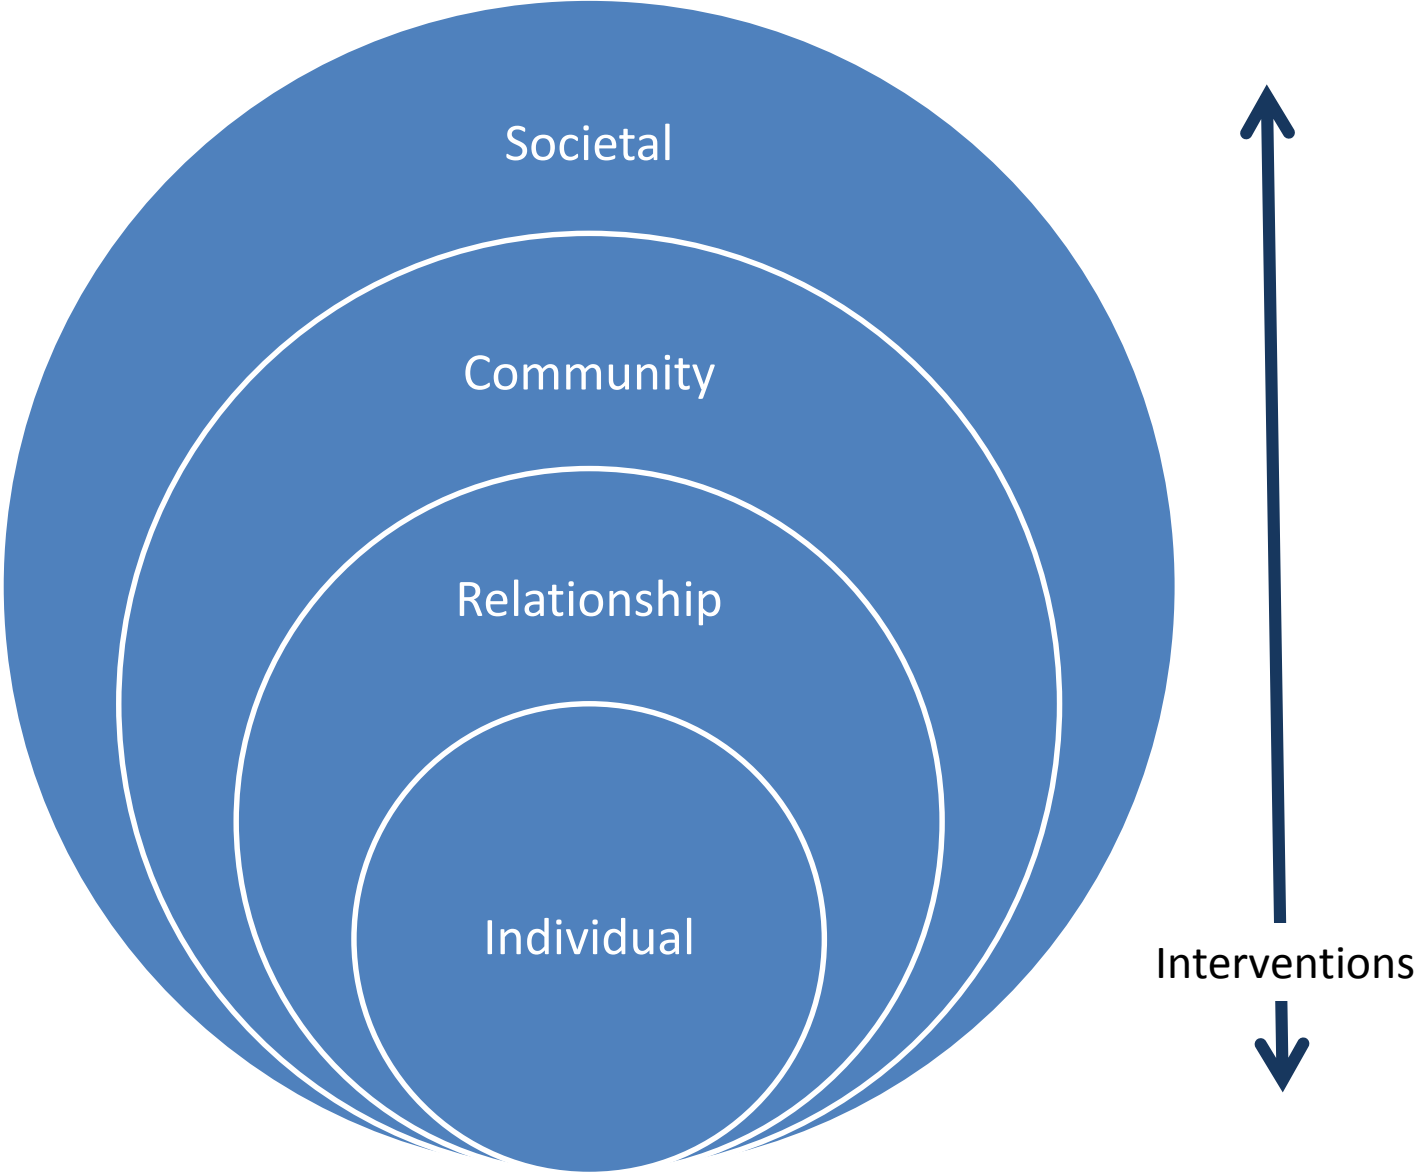 Societal
Community
Relationship
Individual
Interventions